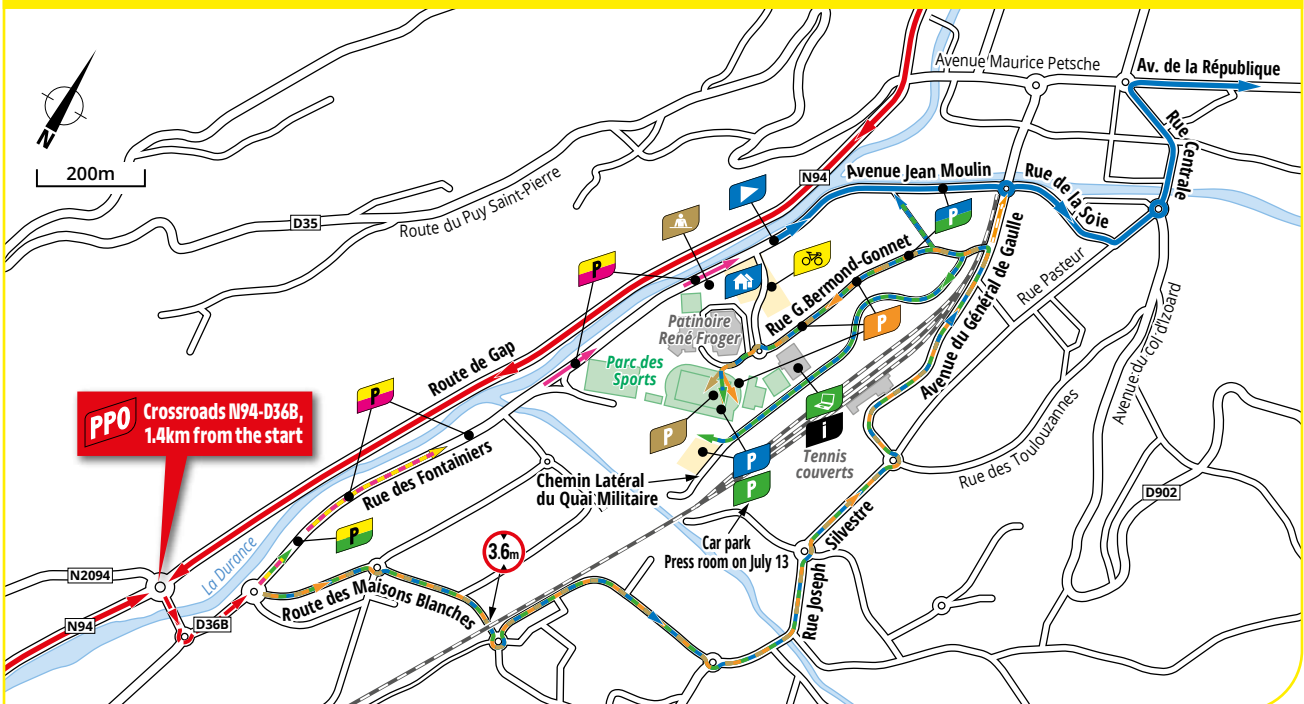 Avenue Maurice Petsche
Av. de la République
N
200m
Rue Centrale
N94
Avenue Jean Moulin
Rue de la Soie
D35
Route du Puy Saint-Pierre
P
P
Rue G.Bermond-Gonnet
Avenue du Général de Gaulle
Rue Pasteur
Avenue du col d'Izoard
Patinoire
René Froger
P
Route de Gap
Parc des
Sports
PPO
Crossroads N94-D36B,
1.4km from the start
P
P
i
Tennis
couverts
Rue des Toulouzannes
Rue des Fontainiers
P
P
Chemin Latéral
du Quai Militaire
D902
P
3.6m
Car park
Press room on July 13
Rue Joseph Silvestre
La Durance
N2094
Route des Maisons Blanches
N94
D36B